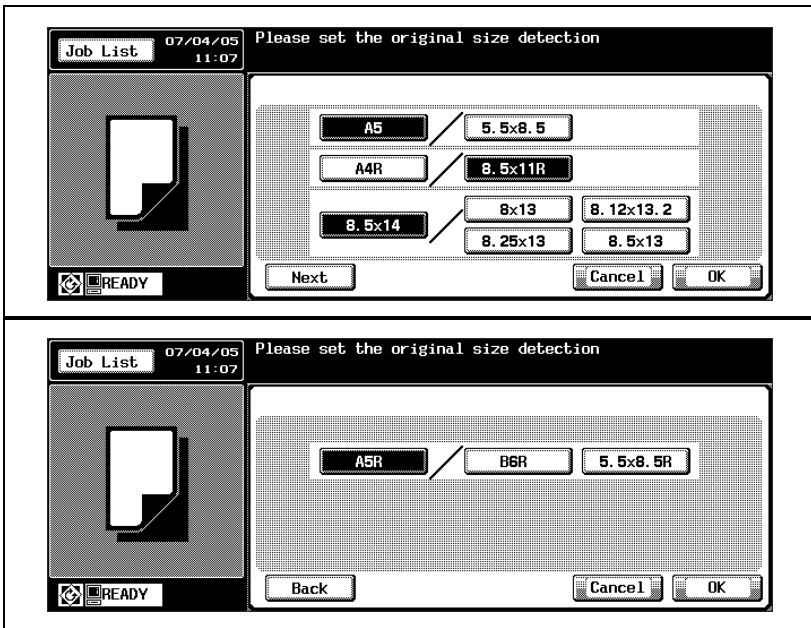 Job List 07/04/05 Please set the original size detection
11:07
A5 5.5x8.5
A4R 8.5x11R
8.5x14 8x13 8.12x13.2
8.25x13 8.5x13
Next Cancel OK
READY
Job List 07/04/05 Please set the original size detection
11:07
A5R B6R 5.5x8.5R
Back Cancel OK
READY